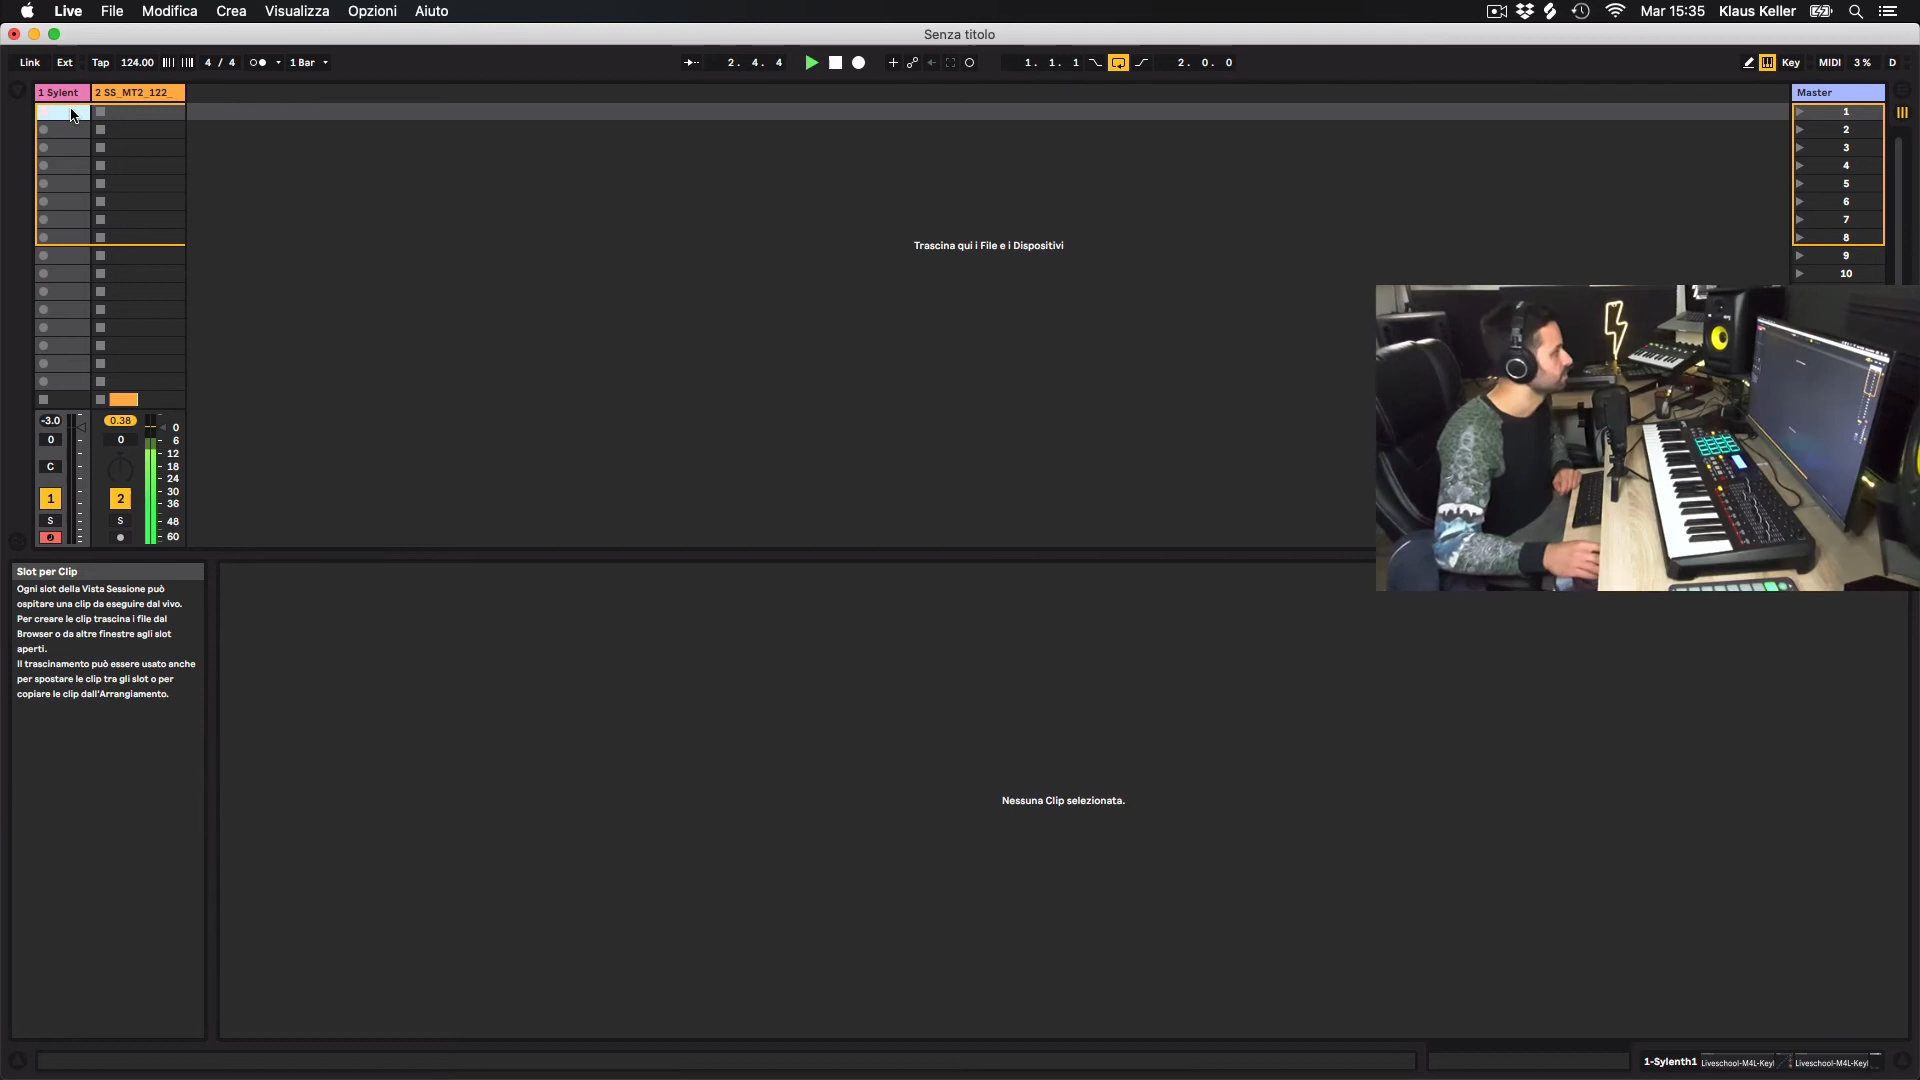 Live File Modifica Crea Visualizza Opzioni Aiuto Mar 15:35 Klaus Keller
Senza titolo
Link Ext Tap 124.00 4 / 4 1 Bar 2. 4. 4 1. 1. 1 2. 0. 0 Key MIDI 3 % D
1 Sylent 2 SS_MT2_122_ Master
1
2
3
4
5
6
7
8
9
10
Trascina qui i File e i Dispositivi
-3.0 0.38 0
0 0 6
12
C 18
24
1 2 30
36
S S 48
60
Slot per Clip
Ogni slot della Vista Sessione può
ospitare una clip da eseguire dal vivo.
Per creare le clip trascina i file dal
Browser o da altre finestre agli slot
aperti.
Il trascinamento può essere usato anche
per spostare le clip tra gli slot o per
copiare le clip dall'Arrangiamento.
Nessuna Clip selezionata.
1-Sylenth1 Liveschool-M4L-Keyl Liveschool-M4L-Keyl